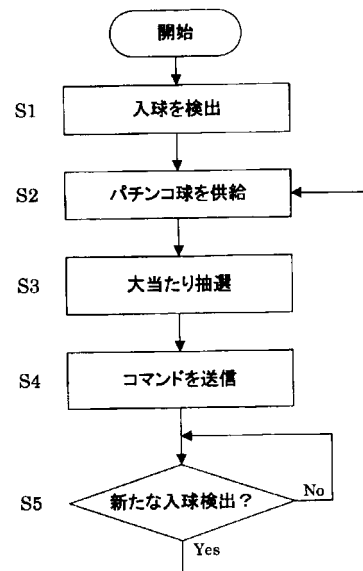 開始
S1
入球を検出
S2
パチンコ球を供給
S3
大当たり抽選
S4
コマンドを送信
S5
新たな入球検出？
No
Yes